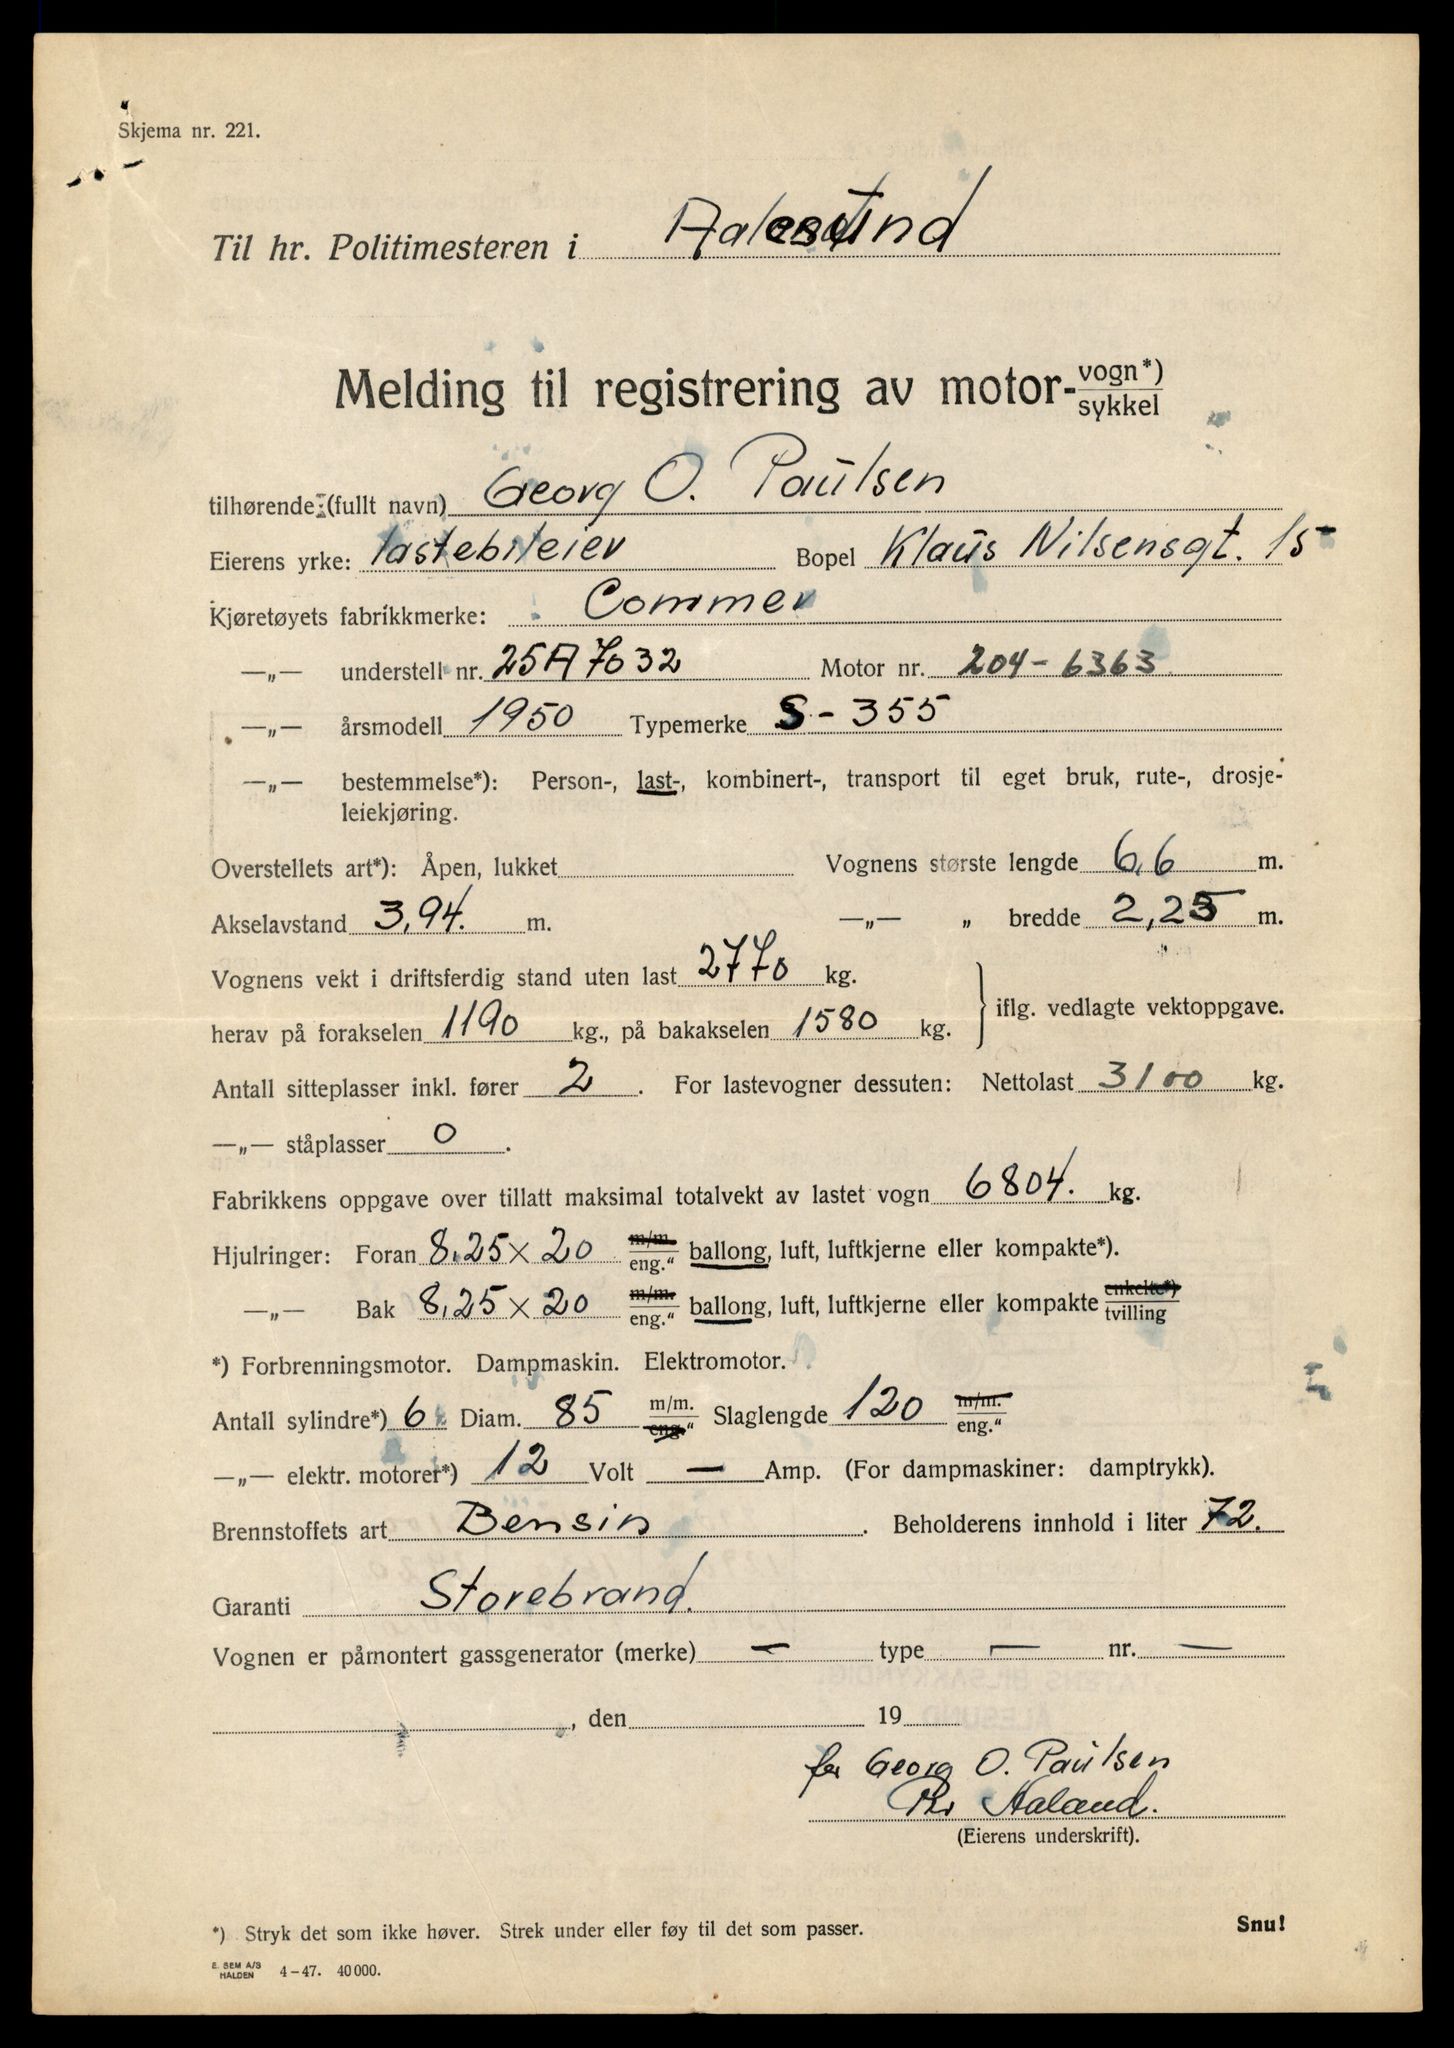 Skjema nr. 221.
Til hr. Politimesteren i Aalesund
Melding til registrering av motor- vogn*) / sykkel
tilhørende: (fullt navn) Georg O. Paulsen
Eierens yrke: lastebileier Bopel Klaus Nilsensgt. 15
Kjøretøyets fabrikkmerke: Commer
—„— understell nr. 25A7032 Motor nr. 204-6363
—„— årsmodell 1950 Typemerke S-355
—„— bestemmelse*): Person-, last-, kombinert-, transport til eget bruk, rute-, drosje-
leiekjøring.
Overstellets art*): Åpen, lukket Vognens største lengde 6,6 m.
Akselavstand 3,94. m. —„— „ bredde 2,25 m.
Vognens vekt i driftsferdig stand uten last 2770 kg.
herav på forakselen 1190 kg., på bakakselen 1580 kg. } iflg. vedlagte vektoppgave.
Antall sitteplasser inkl. fører 2. For lastevogner dessuten: Nettolast 3100 kg.
—„— ståplasser 0.
Fabrikkens oppgave over tillatt maksimal totalvekt av lastet vogn 6804. kg.
Hjulringer: Foran 8.25 × 20 m/m. / eng." ballong, luft, luftkjerne eller kompakte*).
—„— Bak 8,25 × 20 m/m. / eng." ballong, luft, luftkjerne eller kompakte enkelte*) / tvilling
*) Forbrenningsmotor. Dampmaskin. Elektromotor.
Antall sylindre*) 6 Diam. 85 m/m. / eng." Slaglengde 120 m/m. / eng."
—„— elektr. motorer*) 12 Volt — Amp. (For dampmaskiner: damptrykk).
Brennstoffets art Bensin. Beholderens innhold i liter 72.
Garanti Storebrand.
Vognen er påmontert gassgenerator (merke) — type — nr. —
, den 19
for Georg O. Paulsen
Aaland.
(Eierens underskrift).
*) Stryk det som ikke høver. Strek under eller føy til det som passer. Snu!
E. SEM A/S HALDEN 4-47. 40 000.